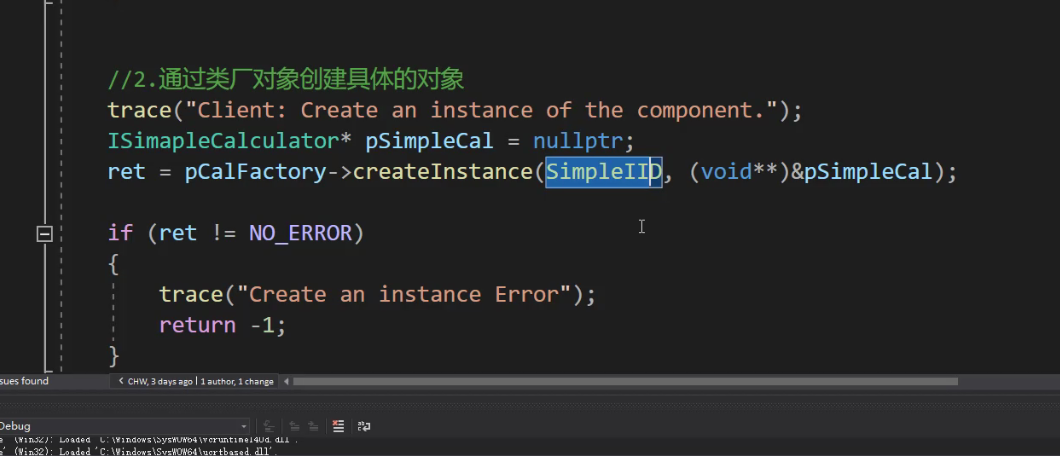 //2.通过类厂对象创建具体的对象
trace("Client: Create an instance of the component.");
ISimapleCalculator* pSimpleCal = nullptr;
ret = pCalFactory->createInstance(SimpleIID, (void**)&pSimpleCal);
if (ret != NO_ERROR)
{
trace("Create an instance Error");
return -1;
}
sues found
CHW, 3 days ago | 1 author, 1 change
Debug
(Win32): Loaded 'C:\Windows\SysWOW64\vcruntime140d.dll'.
(Win32): Loaded 'C:\Windows\SysWOW64\ucrtbased.dll'.